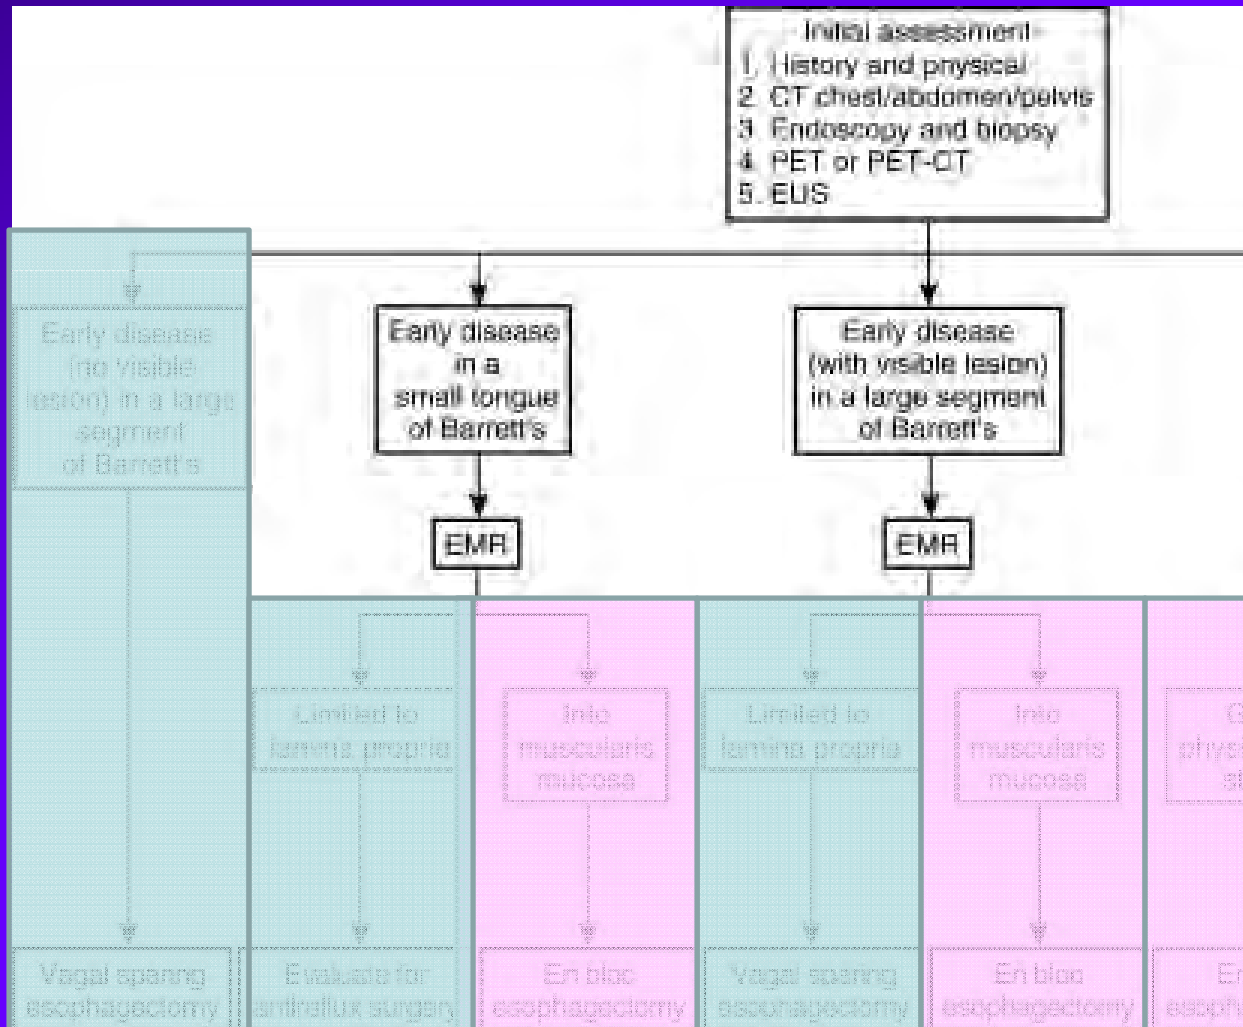 Initial assessment
1. History and physical
2. CT chest/abdomen/pelvis
3. Endoscopy and biopsy
4. PET or PET-CT
5. EUS
Early disease
(no visible
lesion) in a large
segment
of Barrett's
Early disease
in a
small tongue
of Barrett's
Early disease
(with visible lesion)
in a large segment
of Barrett's
EMR
EMR
Limited to
lamina propria
Into
muscularis
mucosa
Limited to
lamina propria
Into
muscularis
mucosa
Vagal sparing
esophagectomy
Evaluate for
antireflux surgery
En bloc
esophagectomy
Vagal sparing
esophagectomy
En bloc
esophagectomy